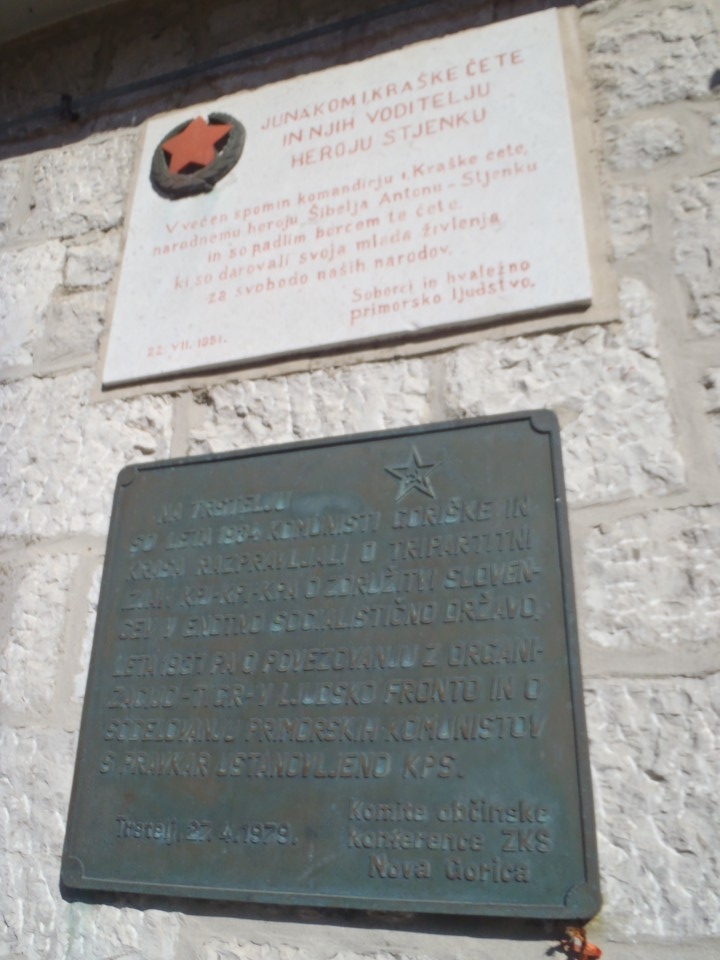 JUNAKOM I. KRAŠKE ČETE
IN NJIH VODITELJU
HEROJU STJENKU
V večen spomin komandirju I. Kraške čete,
narodnemu heroju Šibelja Antonu - Stjenku
in so padlim borcem te čete,
ki so darovali svoja mlada živlenja
za svobodo naših narodov.
Soborci in hvaležno
primorsko ljudstvo.
22. VII. 1951.
NA TRSTELJU
SO LETA 1934 KOMUNISTI GORIŠKE IN
KRASA RAZPRAVLJALI O TRIPARTITNI
IZJAVI KPJ-KPI-KPA O ZDRUŽITVI SLOVEN-
CEV V ENOTNO SOCIALISTIČNO DRŽAVO,
LETA 1937 PA O POVEZOVANJU Z ORGANI-
ZACIJO -TIGR- V LJUDSKO FRONTO IN O
SODELOVANJU PRIMORSKIH KOMUNISTOV
S PRAVKAR USTANOVLJENO KPS.
Trstelj, 27. 4. 1979.
Komite občinske
konference ZKS
Nova Gorica